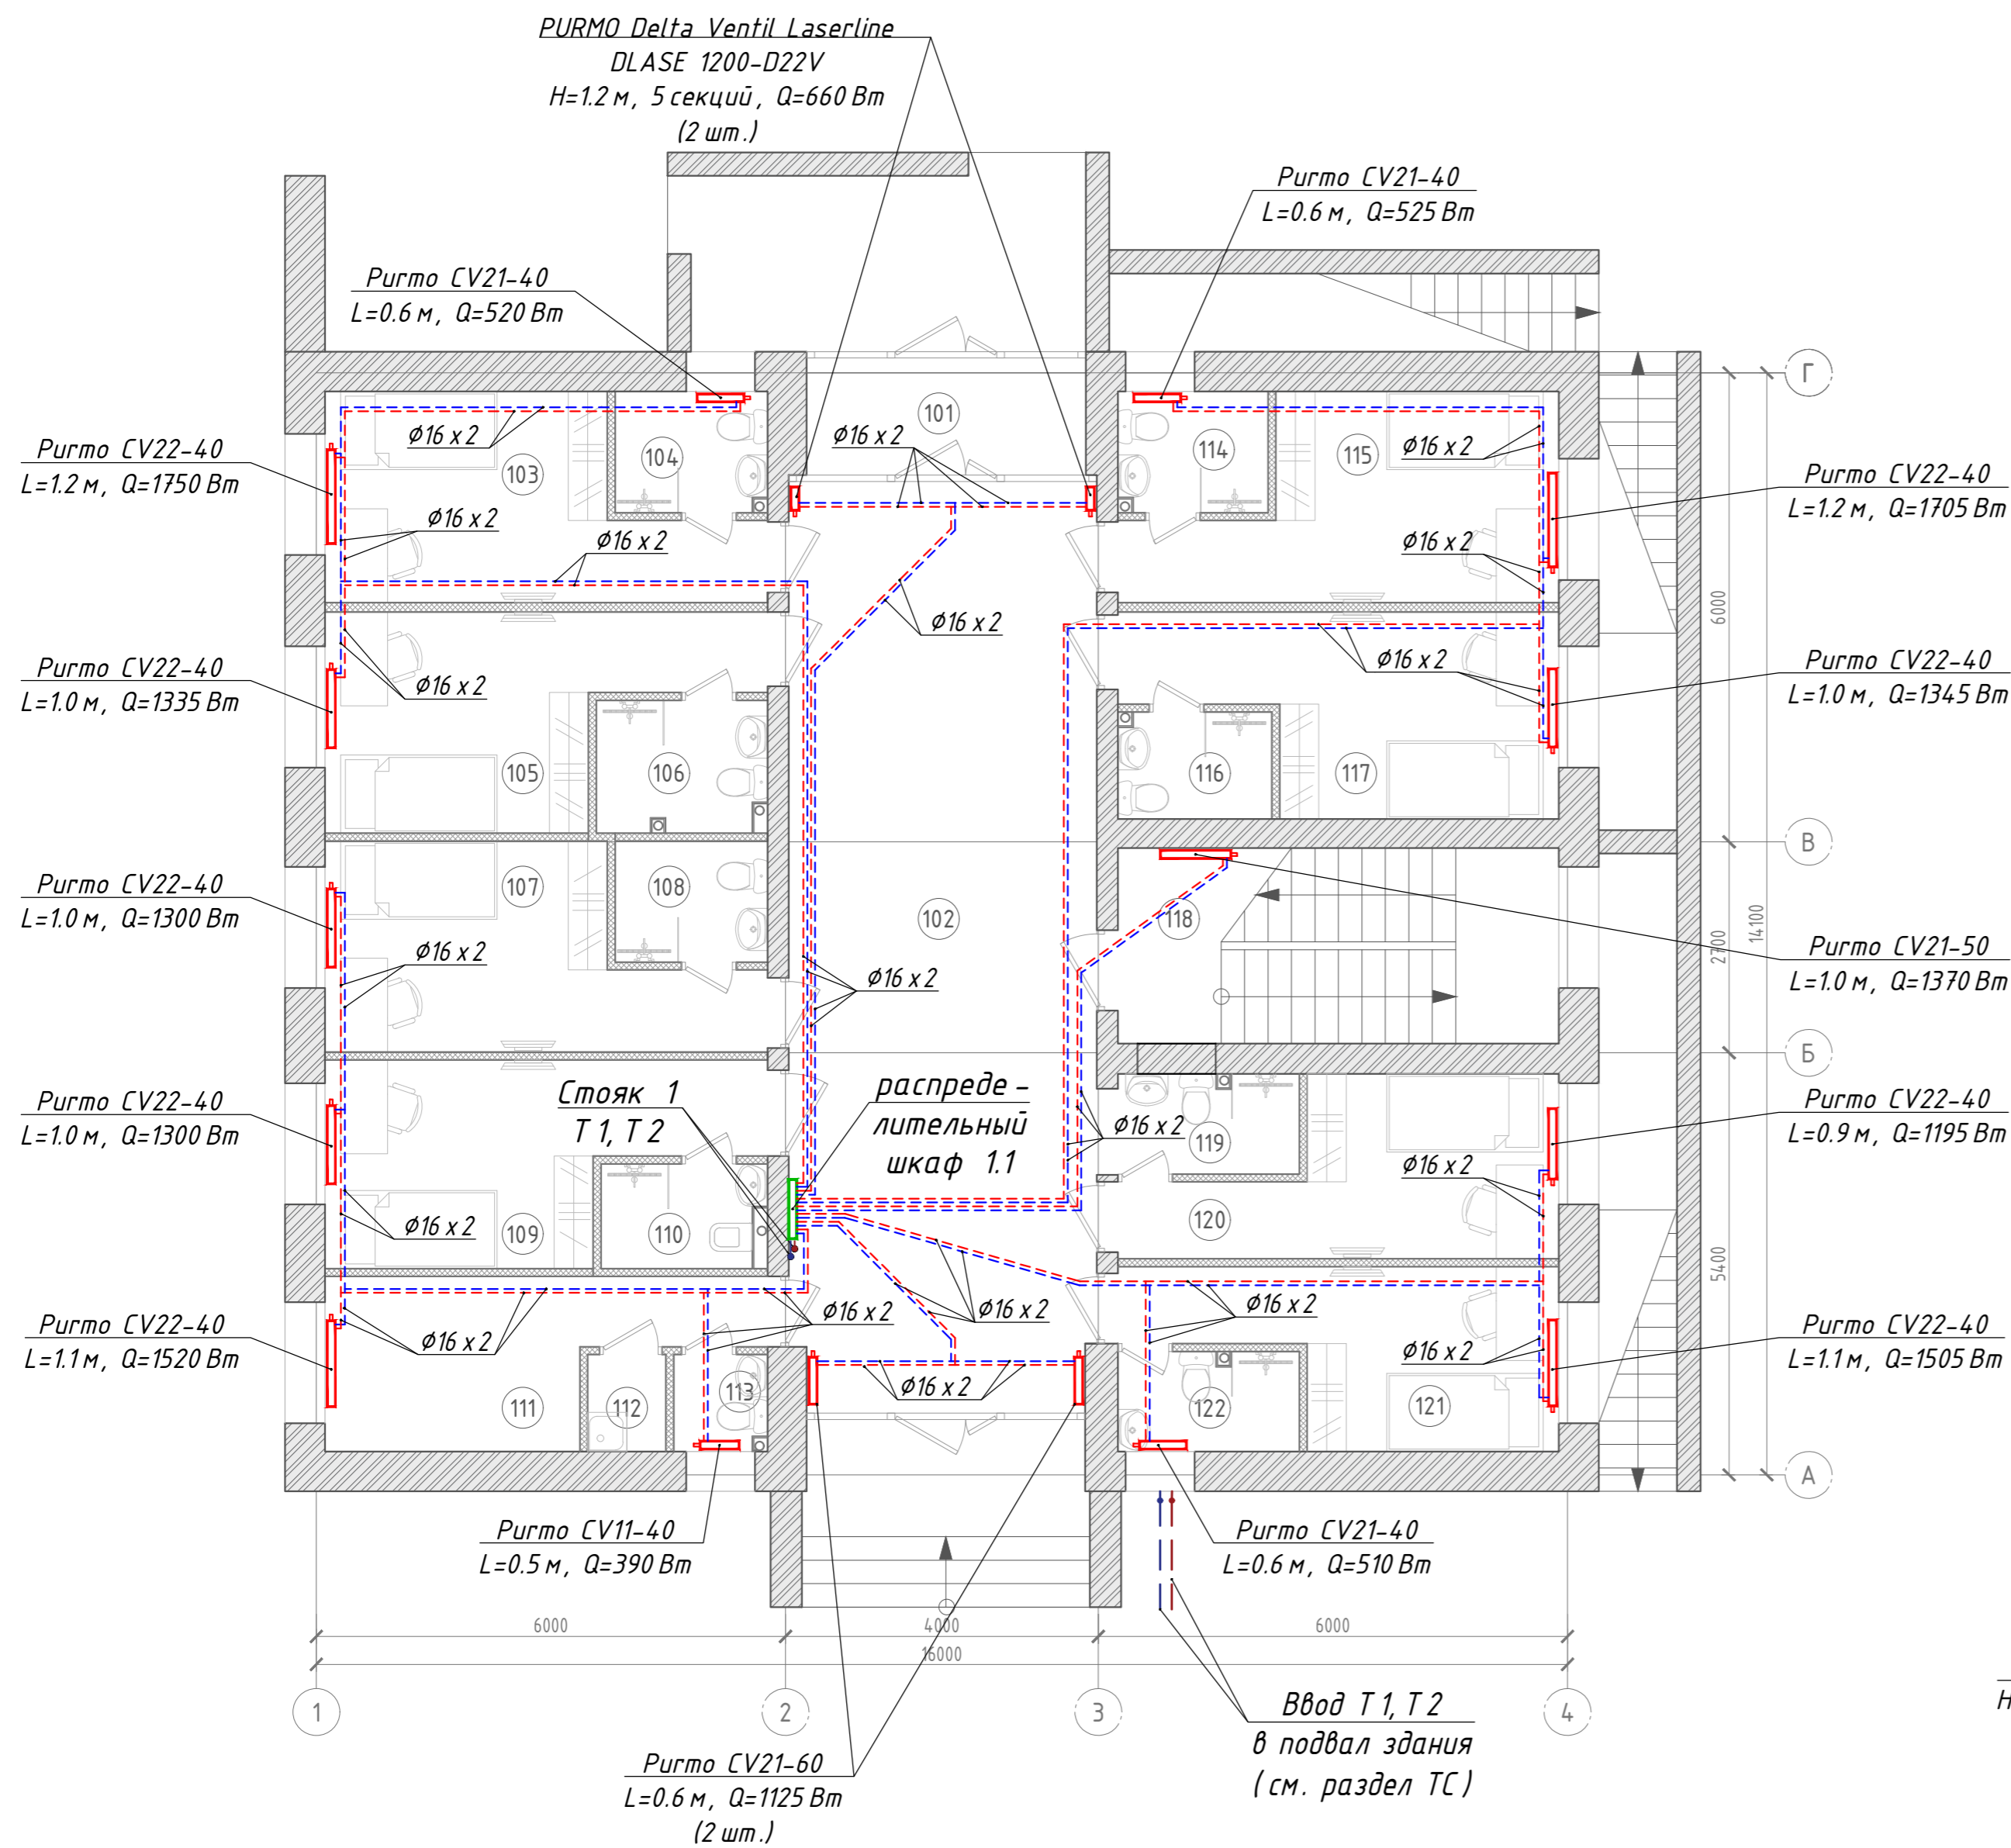 PURMO Delta Ventil Laserline
DLASE 1200-D22V
H=1.2 м, 5 секций, Q=660 Вт
(2 шт.)
Purmo CV21-40
L=0.6 м, Q=525 Вт
Purmo CV21-40
L=0.6 м, Q=520 Вт
Г
Purmo CV22-40
L=1.2 м, Q=1750 Вт
Ø16 x 2
103
104
Ø16 x 2
101
114
115
Ø16 x 2
Purmo CV22-40
L=1.2 м, Q=1705 Вт
Ø16 x 2
Ø16 x 2
Ø16 x 2
6000
Ø16 x 2
Purmo CV22-40
L=1.0 м, Q=1335 Вт
Ø16 x 2
Ø16 x 2
Purmo CV22-40
L=1.0 м, Q=1345 Вт
105
106
116
117
В
Purmo CV22-40
L=1.0 м, Q=1300 Вт
107
108
102
118
14100
2700
Ø16 x 2
Ø16 x 2
Purmo CV21-50
L=1.0 м, Q=1370 Вт
Б
Purmo CV22-40
L=1.0 м, Q=1300 Вт
Стояк 1
Т 1, Т 2
распреде-
лительный
шкаф 1.1
Ø16 x 2
119
Purmo CV22-40
L=0.9 м, Q=1195 Вт
Ø16 x 2
Ø16 x 2
109
110
120
5400
Purmo CV22-40
L=1.1 м, Q=1520 Вт
Ø16 x 2
Ø16 x 2
Ø16 x 2
Ø16 x 2
Ø16 x 2
Purmo CV22-40
L=1.1 м, Q=1505 Вт
111
112
113
Ø16 x 2
122
121
А
Purmo CV11-40
L=0.5 м, Q=390 Вт
Purmo CV21-40
L=0.6 м, Q=510 Вт
6000
4000
6000
16000
1
2
3
4
Ввод Т 1, Т 2
в подвал здания
(см. раздел ТС)
Н
Purmo CV21-60
L=0.6 м, Q=1125 Вт
(2 шт.)